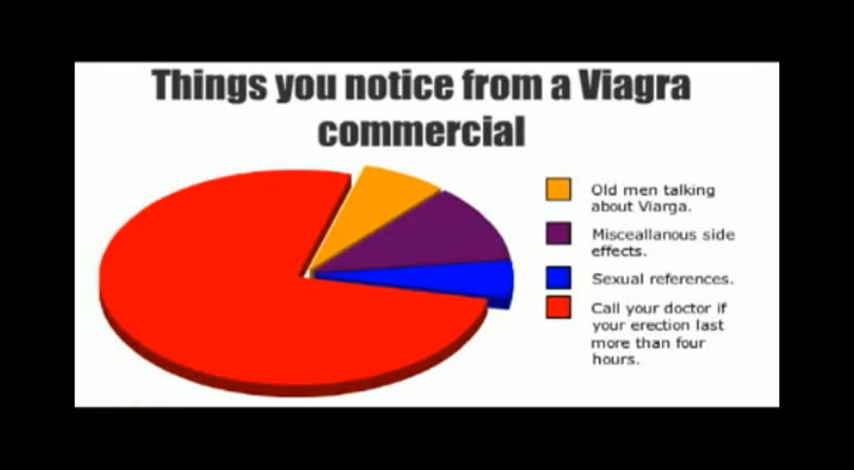 Things you notice from a Viagra
commercial
Old men talking
about Viarga.
Misceallanous side
effects.
Sexual references.
Call your doctor if
your erection last
more than four
hours.